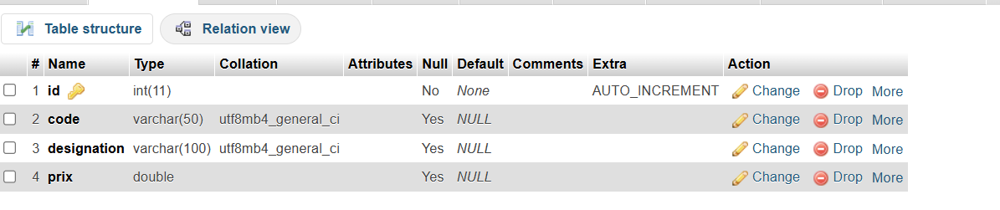 Table structure Relation view
# Name Type Collation Attributes Null Default Comments Extra Action
1 id int(11) No None AUTO_INCREMENT Change Drop More
2 code varchar(50) utf8mb4_general_ci Yes NULL Change Drop More
3 designation varchar(100) utf8mb4_general_ci Yes NULL Change Drop More
4 prix double Yes NULL Change Drop More